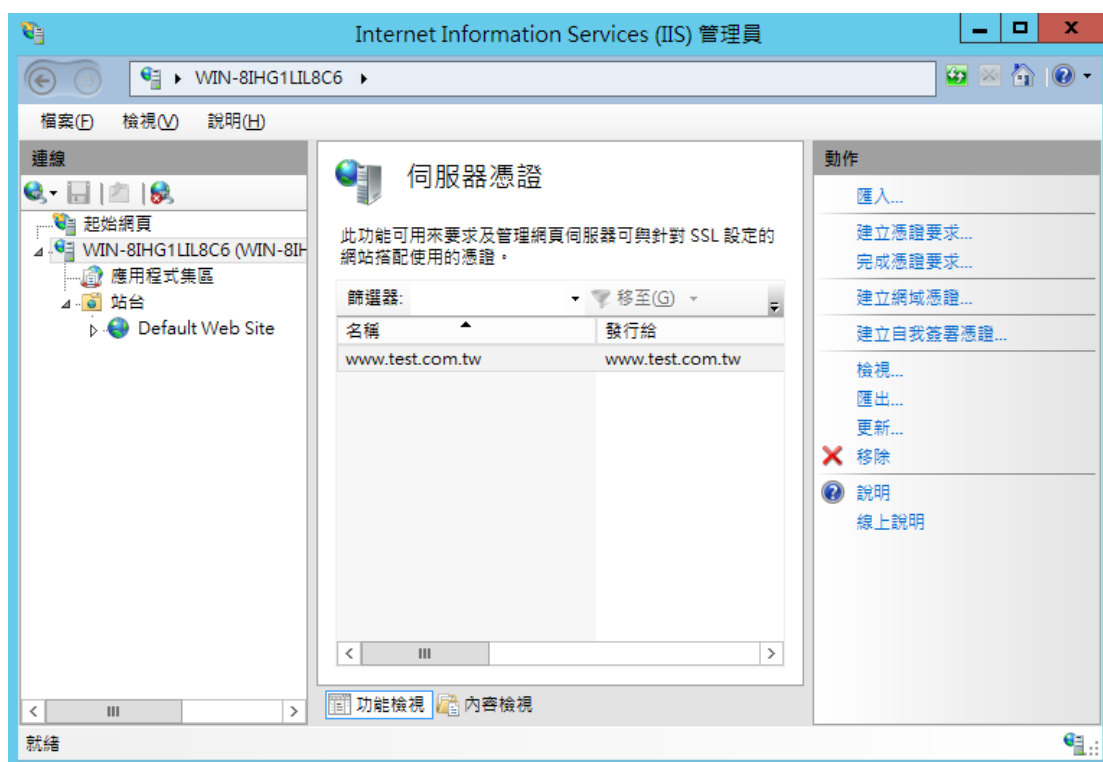 Internet Information Services (IIS) 管理員
WIN-8IHG1LIL8C6
檔案(F) 檢視(V) 說明(H)
連線
起始網頁
WIN-8IHG1LIL8C6 (WIN-8IH
應用程式集區
站台
Default Web Site
伺服器憑證
此功能可用來要求及管理網頁伺服器可與針對 SSL 設定的
網站搭配使用的憑證。
篩選器: 移至(G)
名稱 發行給
www.test.com.tw www.test.com.tw
功能檢視 內容檢視
動作
匯入...
建立憑證要求...
完成憑證要求...
建立網域憑證...
建立自我簽署憑證...
檢視...
匯出...
更新...
移除
說明
線上說明
就緒